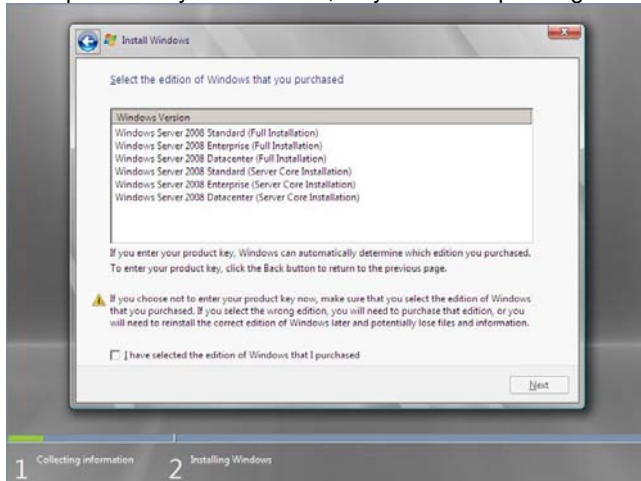 Install Windows
Select the edition of Windows that you purchased
Windows Version
Windows Server 2008 Standard (Full Installation)
Windows Server 2008 Enterprise (Full Installation)
Windows Server 2008 Datacenter (Full Installation)
Windows Server 2008 Standard (Server Core Installation)
Windows Server 2008 Enterprise (Server Core Installation)
Windows Server 2008 Datacenter (Server Core Installation)
If you enter your product key, Windows can automatically determine which edition you purchased.
To enter your product key, click the Back button to return to the previous page.
If you choose not to enter your product key now, make sure that you select the edition of Windows
that you purchased. If you select the wrong edition, you will need to purchase that edition, or you
will need to reinstall the correct edition of Windows later and potentially lose files and information.
I have selected the edition of Windows that I purchased
Next
1 Collecting information 2 Installing Windows